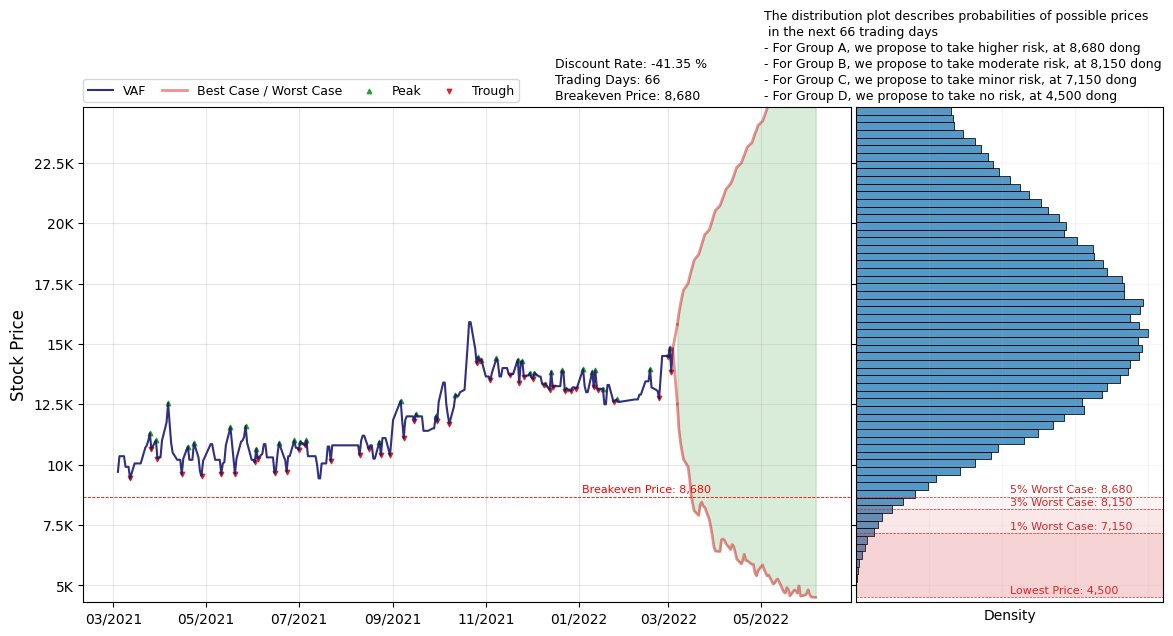 The distribution plot describes probabilities of possible prices
in the next 66 trading days
- For Group A, we propose to take higher risk, at 8,680 dong
- For Group B, we propose to take moderate risk, at 8,150 dong
- For Group C, we propose to take minor risk, at 7,150 dong
- For Group D, we propose to take no risk, at 4,500 dong
Discount Rate: -41.35 %
Trading Days: 66
Breakeven Price: 8,680
VAF
Best Case / Worst Case
Peak
Trough
Stock Price
22.5K
20K
17.5K
15K
12.5K
10K
7.5K
5K
Breakeven Price: 8,680
5% Worst Case: 8,680
3% Worst Case: 8,150
1% Worst Case: 7,150
Lowest Price: 4,500
03/2021
05/2021
07/2021
09/2021
11/2021
01/2022
03/2022
05/2022
Density